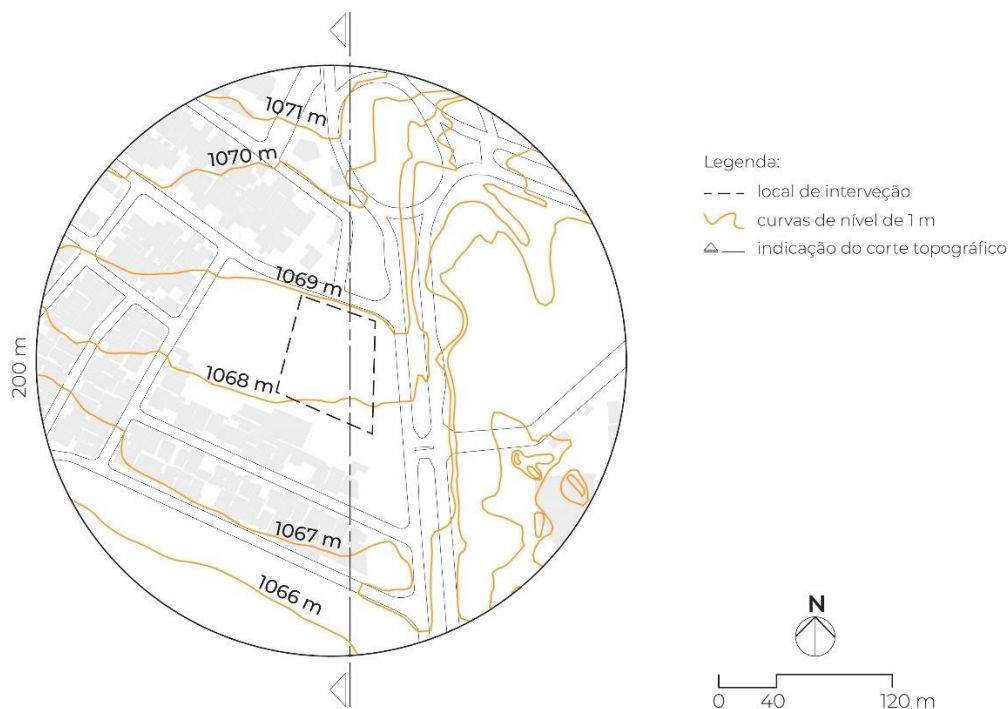 1071 m
1070 m
1069 m
1068 m
1067 m
1066 m
200 m
Legenda:
local de interveção
curvas de nível de 1 m
indicação do corte topográfico
N
0 40 120 m